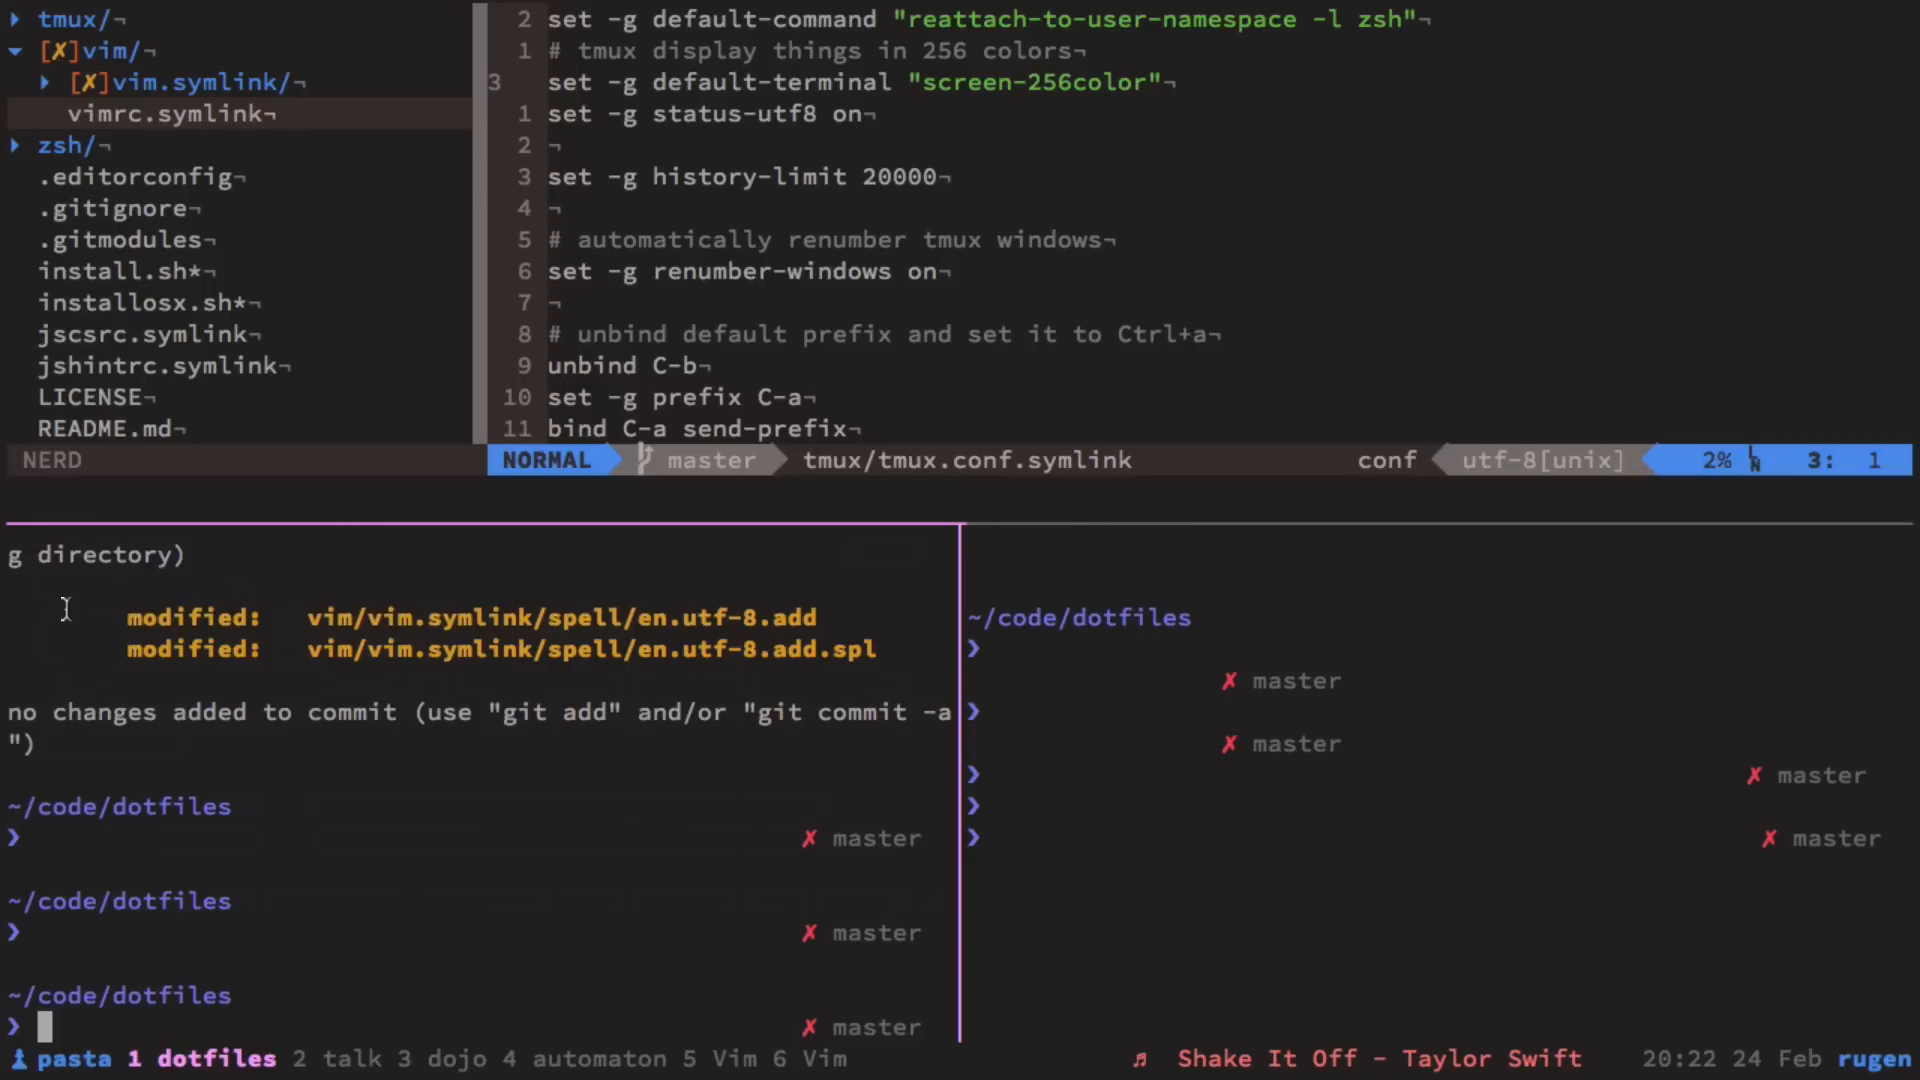 tmux/¬
[✗]vim/¬
[✗]vim.symlink/¬
vimrc.symlink¬
zsh/¬
.editorconfig¬
.gitignore¬
.gitmodules¬
install.sh*¬
installosx.sh*¬
jscsrc.symlink¬
jshintrc.symlink¬
LICENSE¬
README.md¬
NERD
2 set -g default-command "reattach-to-user-namespace -l zsh"¬
1 # tmux display things in 256 colors¬
3 set -g default-terminal "screen-256color"¬
1 set -g status-utf8 on¬
2 ¬
3 set -g history-limit 20000¬
4 ¬
5 # automatically renumber tmux windows¬
6 set -g renumber-windows on¬
7 ¬
8 # unbind default prefix and set it to Ctrl+a¬
9 unbind C-b¬
10 set -g prefix C-a¬
11 bind C-a send-prefix¬
NORMAL master tmux/tmux.conf.symlink conf utf-8[unix] 2% LN 3: 1
g directory)
modified: vim/vim.symlink/spell/en.utf-8.add
modified: vim/vim.symlink/spell/en.utf-8.add.spl
no changes added to commit (use "git add" and/or "git commit -a
")
~/code/dotfiles
❯ ✗ master
~/code/dotfiles
❯ ✗ master
~/code/dotfiles
❯ ✗ master
~/code/dotfiles
❯
✗ master
❯
✗ master
❯ ✗ master
❯
❯ ✗ master
pasta 1 dotfiles 2 talk 3 dojo 4 automaton 5 Vim 6 Vim ♬ Shake It Off - Taylor Swift 20:22 24 Feb rugen